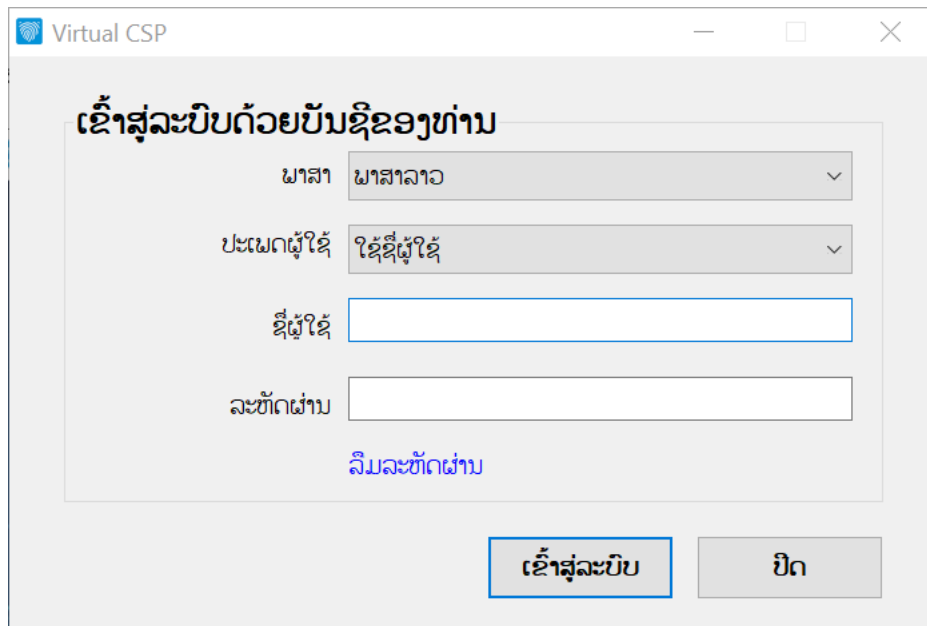 Virtual CSP
ເຂົ້າສູ່ລະບົບດ້ວຍບັນຊີຂອງທ່ານ
ພາສາ ພາສາລາວ
ປະເພດຜູ້ໃຊ້ ໃຊ້ຊື່ຜູ້ໃຊ້
ຊື່ຜູ້ໃຊ້
ລະຫັດຜ່ານ
ລືມລະຫັດຜ່ານ
ເຂົ້າສູ່ລະບົບ ປິດ